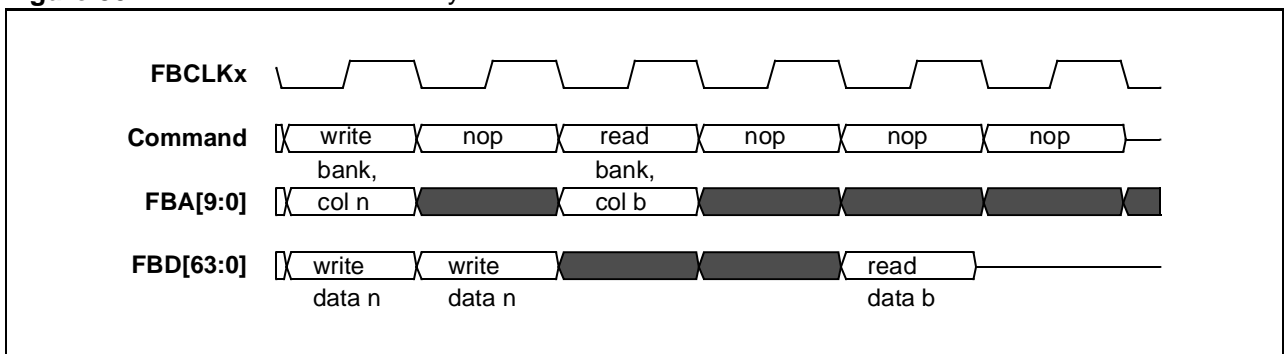 FBCLKx
Command write nop read nop nop nop
bank, bank,
FBA[9:0] col n col b
FBD[63:0] write write read
data n data n data b